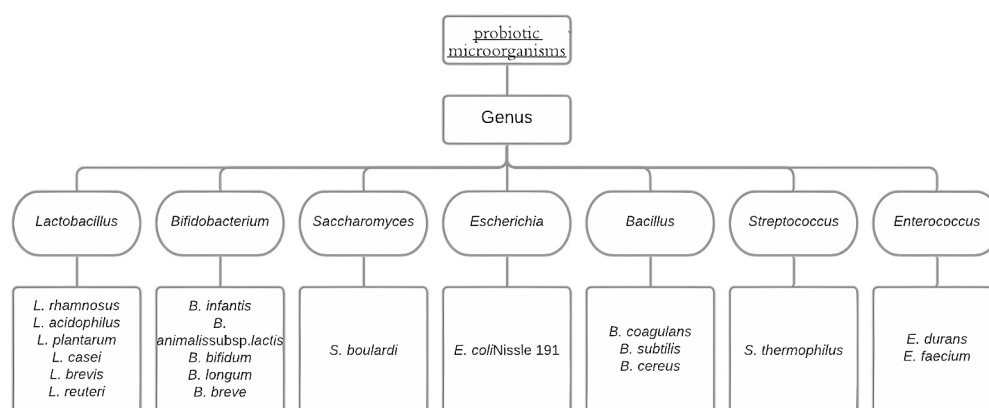 probiotic
microorganisms
Genus
Lactobacillus
Bifidobacterium
Saccharomyces
Escherichia
Bacillus
Streptococcus
Enterococcus
L. rhamnosus
L. acidophilus
L. plantarum
L. casei
L. brevis
L. reuteri
B. infantis
B.
animalissubsp.lactis
B. bifidum
B. longum
B. breve
S. boulardi
E. coliNissle 191
B. coagulans
B. subtilis
B. cereus
S. thermophilus
E. durans
E. faecium